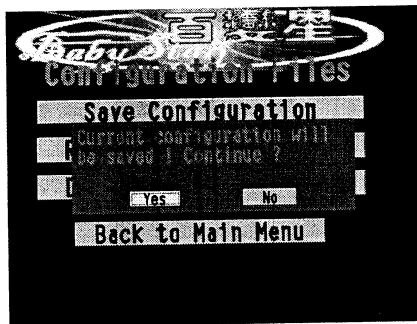 Baby Star
Configuration Files
Save Configuration
Current configuration will
be saved ! Continue ?
Yes
No
Back to Main Menu